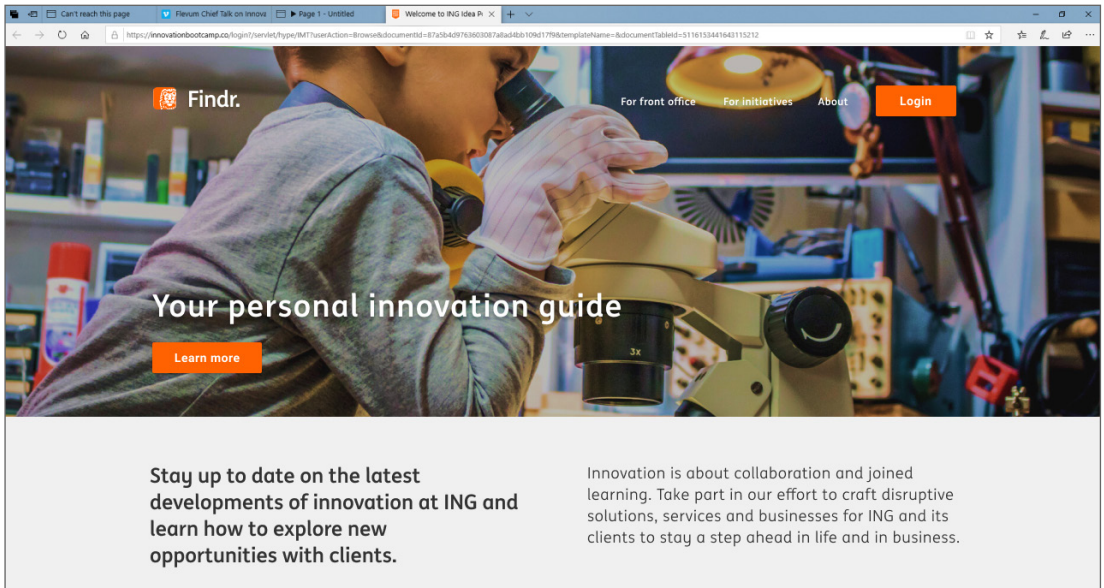 Can't reach this page
Flevum Chief Talk on Innova
Page 1 - Untitled
Welcome to ING Idea Po
https://innovationbootcamp.co/login?/servlet/hype/IMT?userAction=Browse&documentId=87a5b4d9763603087a8ad4bb109d17f9&templateName=&documentTableId=5116153441643115212
Findr.
For front office
For initiatives
About
Login
3X
Your personal innovation guide
Learn more
Stay up to date on the latest
developments of innovation at ING and
learn how to explore new
opportunities with clients.
Innovation is about collaboration and joined
learning. Take part in our effort to craft disruptive
solutions, services and businesses for ING and its
clients to stay a step ahead in life and in business.